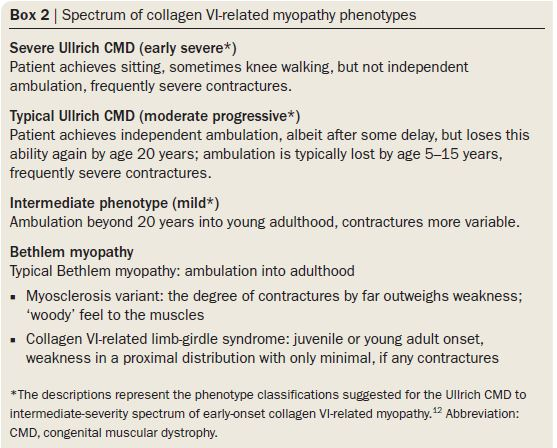 Box 2 | Spectrum of collagen VI-related myopathy phenotypes
Severe Ullrich CMD (early severe*)
Patient achieves sitting, sometimes knee walking, but not independent
ambulation, frequently severe contractures.
Typical Ullrich CMD (moderate progressive*)
Patient achieves independent ambulation, albeit after some delay, but loses this
ability again by age 20 years; ambulation is typically lost by age 5–15 years,
frequently severe contractures.
Intermediate phenotype (mild*)
Ambulation beyond 20 years into young adulthood, contractures more variable.
Bethlem myopathy
Typical Bethlem myopathy: ambulation into adulthood
▪ Myosclerosis variant: the degree of contractures by far outweighs weakness;
‘woody’ feel to the muscles
▪ Collagen VI-related limb-girdle syndrome: juvenile or young adult onset,
weakness in a proximal distribution with only minimal, if any contractures
*The descriptions represent the phenotype classifications suggested for the Ullrich CMD to
intermediate-severity spectrum of early-onset collagen VI-related myopathy.12 Abbreviation:
CMD, congenital muscular dystrophy.